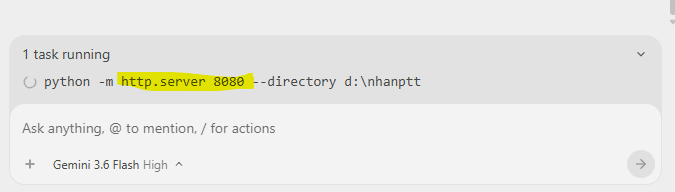 1 task running
python -m http.server 8080 --directory d:\nhanptt
Ask anything, @ to mention, / for actions
Gemini 3.6 Flash High